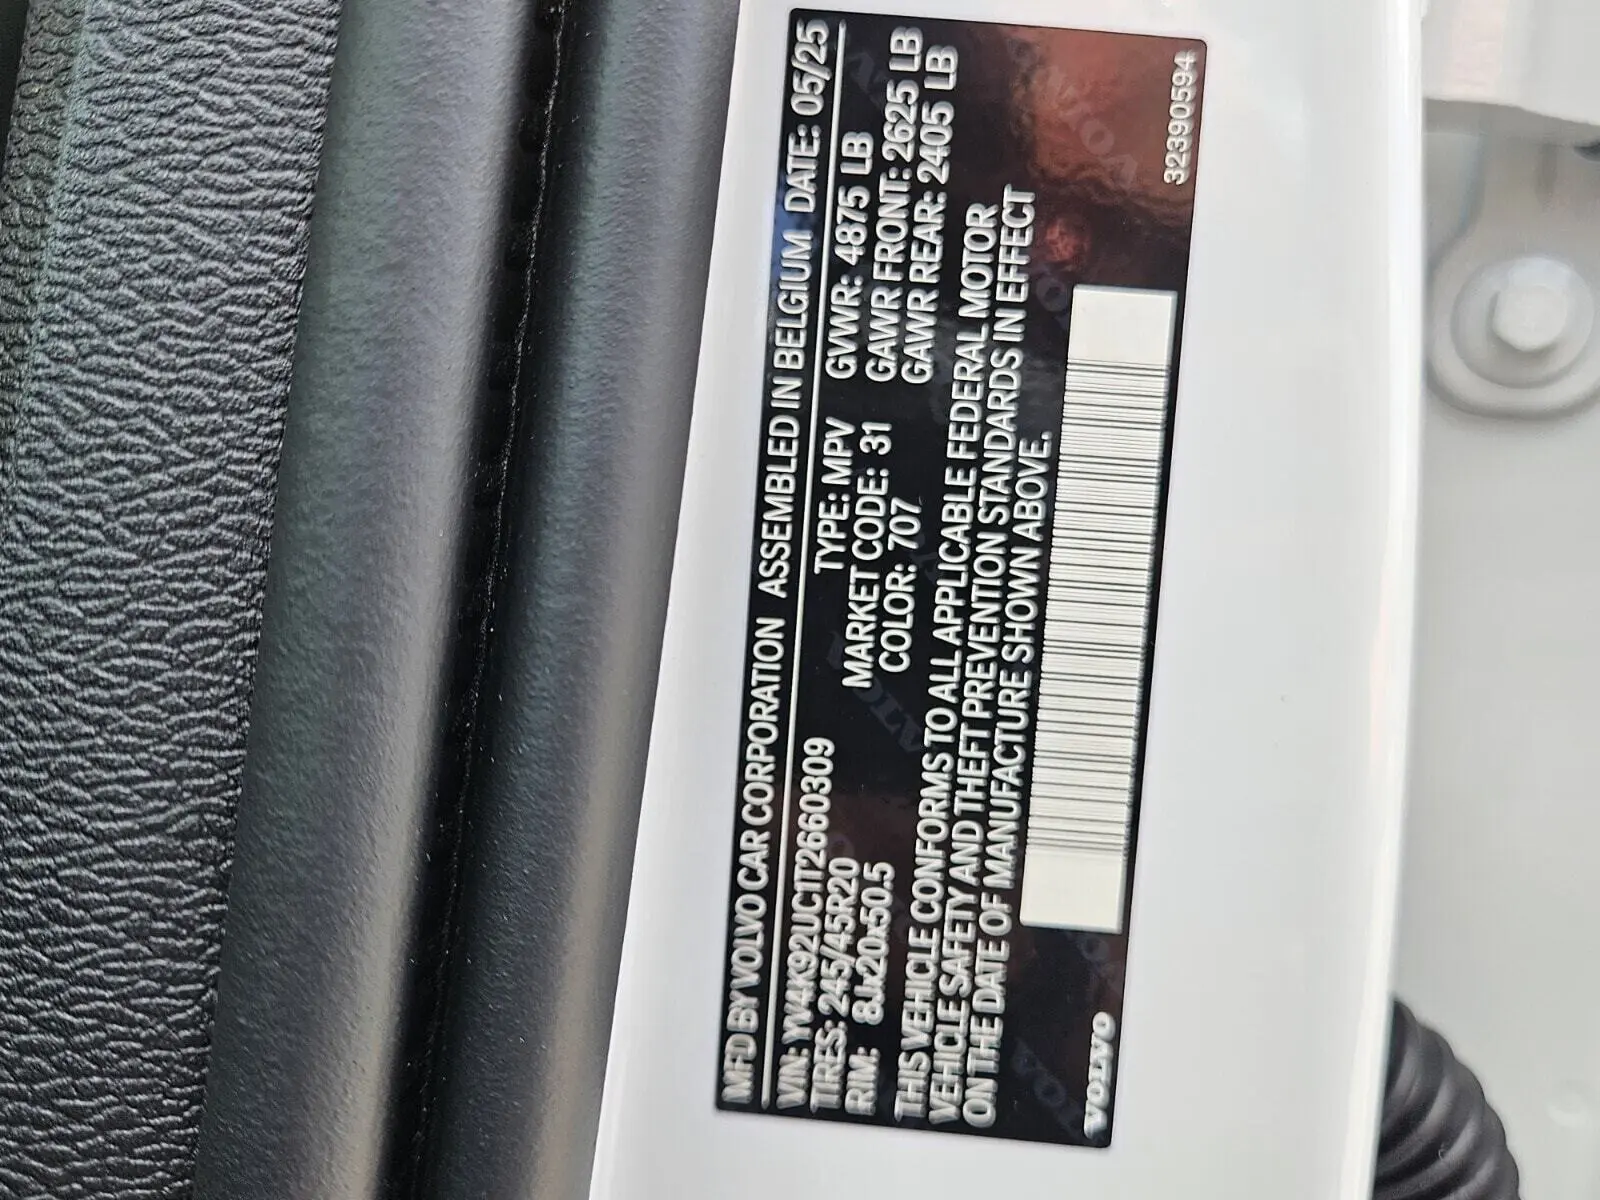 MFD BY VOLVO CAR CORPORATION ASSEMBLED IN BELGIUM DATE: 05/25
VIN: YV4K92UC1T2660309 TYPE: MPV GVWR: 4875 LB
TIRES: 245/45R20 MARKET CODE: 31 GAWR FRONT: 2625 LB
RIM: 8Jx20x50.5 COLOR: 707 GAWR REAR: 2405 LB
THIS VEHICLE CONFORMS TO ALL APPLICABLE FEDERAL MOTOR
VEHICLE SAFETY AND THEFT PREVENTION STANDARDS IN EFFECT
ON THE DATE OF MANUFACTURE SHOWN ABOVE.
VOLVO 32390594